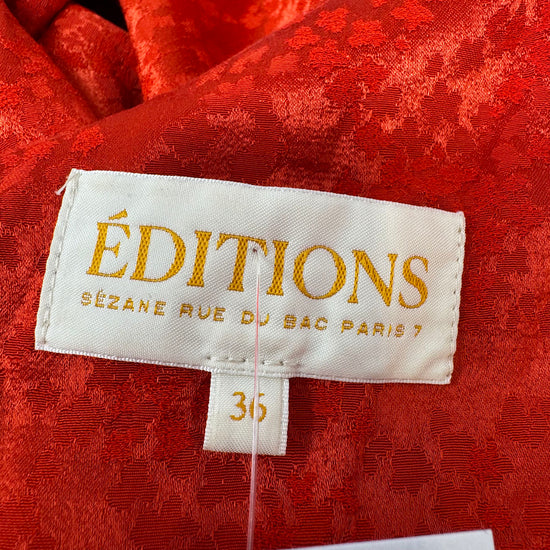 ÉDITIONS
SÉZANE RUE DU BAC PARIS 7
36